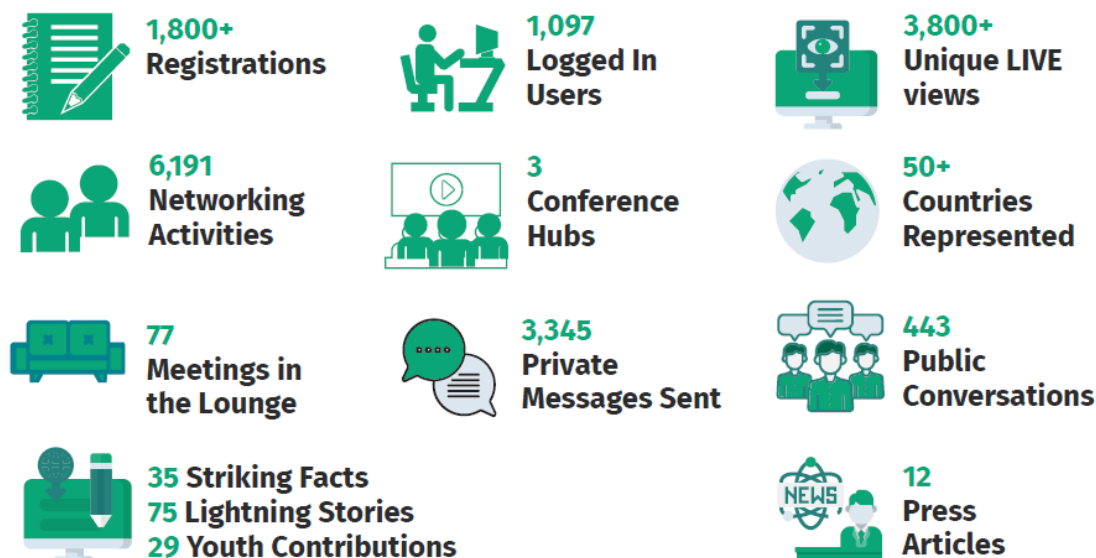 1,800+
Registrations
1,097
Logged In
Users
3,800+
Unique LIVE
views
6,191
Networking
Activities
3
Conference
Hubs
50+
Countries
Represented
77
Meetings in
the Lounge
3,345
Private
Messages Sent
443
Public
Conversations
35 Striking Facts
75 Lightning Stories
29 Youth Contributions
NEWS
12
Press
Articles